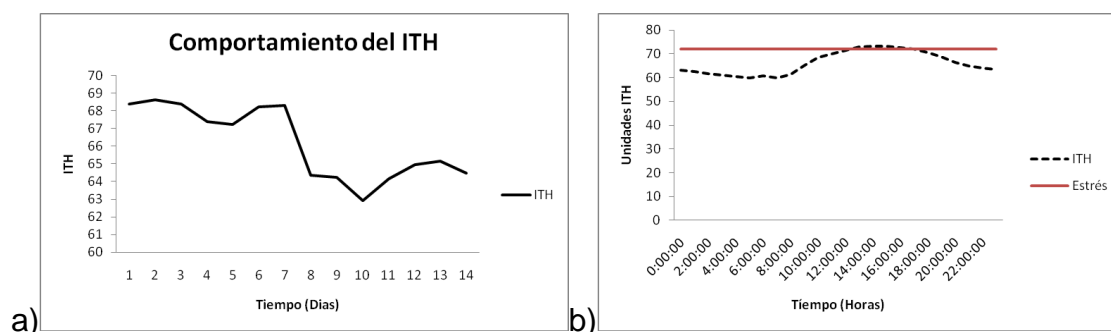 Comportamiento del ITH
70
69
68
67
66
65
64
63
62
61
60
ITH
1 2 3 4 5 6 7 8 9 10 11 12 13 14
Tiempo (Dias)
ITH
a)
80
70
60
50
40
30
20
10
0
Unidades ITH
0:00:00
2:00:00
4:00:00
6:00:00
8:00:00
10:00:00
12:00:00
14:00:00
16:00:00
18:00:00
20:00:00
22:00:00
Tiempo (Horas)
ITH
Estrés
b)